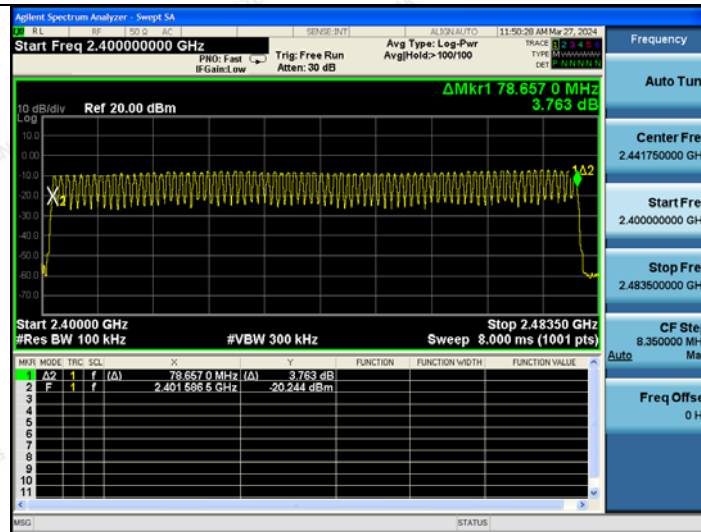 Agilent Spectrum Analyzer - Swept SA
RL RF 50 Ω AC SENSE:INT ALIGN AUTO 11:50:28 AM Mar 27, 2024
Start Freq 2.400000000 GHz
PNO: Fast
IFGain:Low
Trig: Free Run
Atten: 30 dB
Avg Type: Log-Pwr
Avg|Hold:>100/100
TRACE 1 2 3 4 5 6
TYPE M
DET P N N N N N
ΔMkr1 78.657 0 MHz
3.763 dB
10 dB/div Ref 20.00 dBm
Log
10.0
0.00
-10.0
-20.0
-30.0
-40.0
-50.0
-60.0
-70.0
2
1Δ2
Start 2.40000 GHz Stop 2.48350 GHz
#Res BW 100 kHz #VBW 300 kHz Sweep 8.000 ms (1001 pts)
MKR MODE TRC SCL X Y FUNCTION FUNCTION WIDTH FUNCTION VALUE
1 Δ2 1 f (Δ) 78.657 0 MHz (Δ) 3.763 dB
2 F 1 f 2.401 586 5 GHz -20.244 dBm
3
4
5
6
7
8
9
10
11
MSG STATUS
Frequency
Auto Tun
Center Fre
2.441750000 GH
Start Fre
2.400000000 GH
Stop Fre
2.483500000 GH
CF Ste
8.350000 MH
Auto Ma
Freq Offse
0 H